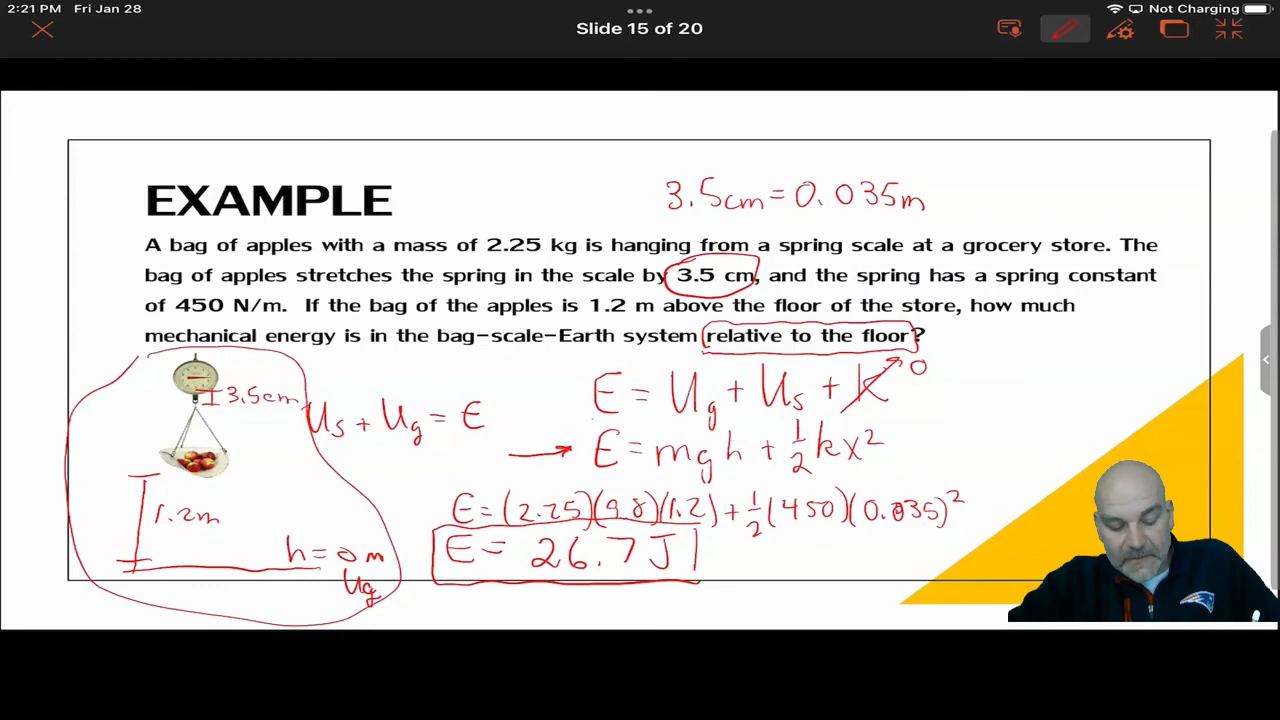 2:21 PM Fri Jan 28
Not Charging
Slide 15 of 20
EXAMPLE
3.5cm = 0.035m
A bag of apples with a mass of 2.25 kg is hanging from a spring scale at a grocery store. The
bag of apples stretches the spring in the scale by 3.5 cm, and the spring has a spring constant
of 450 N/m. If the bag of the apples is 1.2 m above the floor of the store, how much
mechanical energy is in the bag-scale-Earth system relative to the floor?
3.5cm
Us + Ug = E
E = Ug + Us + K 0
E = mgh + 1/2 kx²
1.2m
E = (2.25)(9.8)(1.2) + 1/2 (450)(0.035)²
h = 0 m
Ug
E = 26.7 J